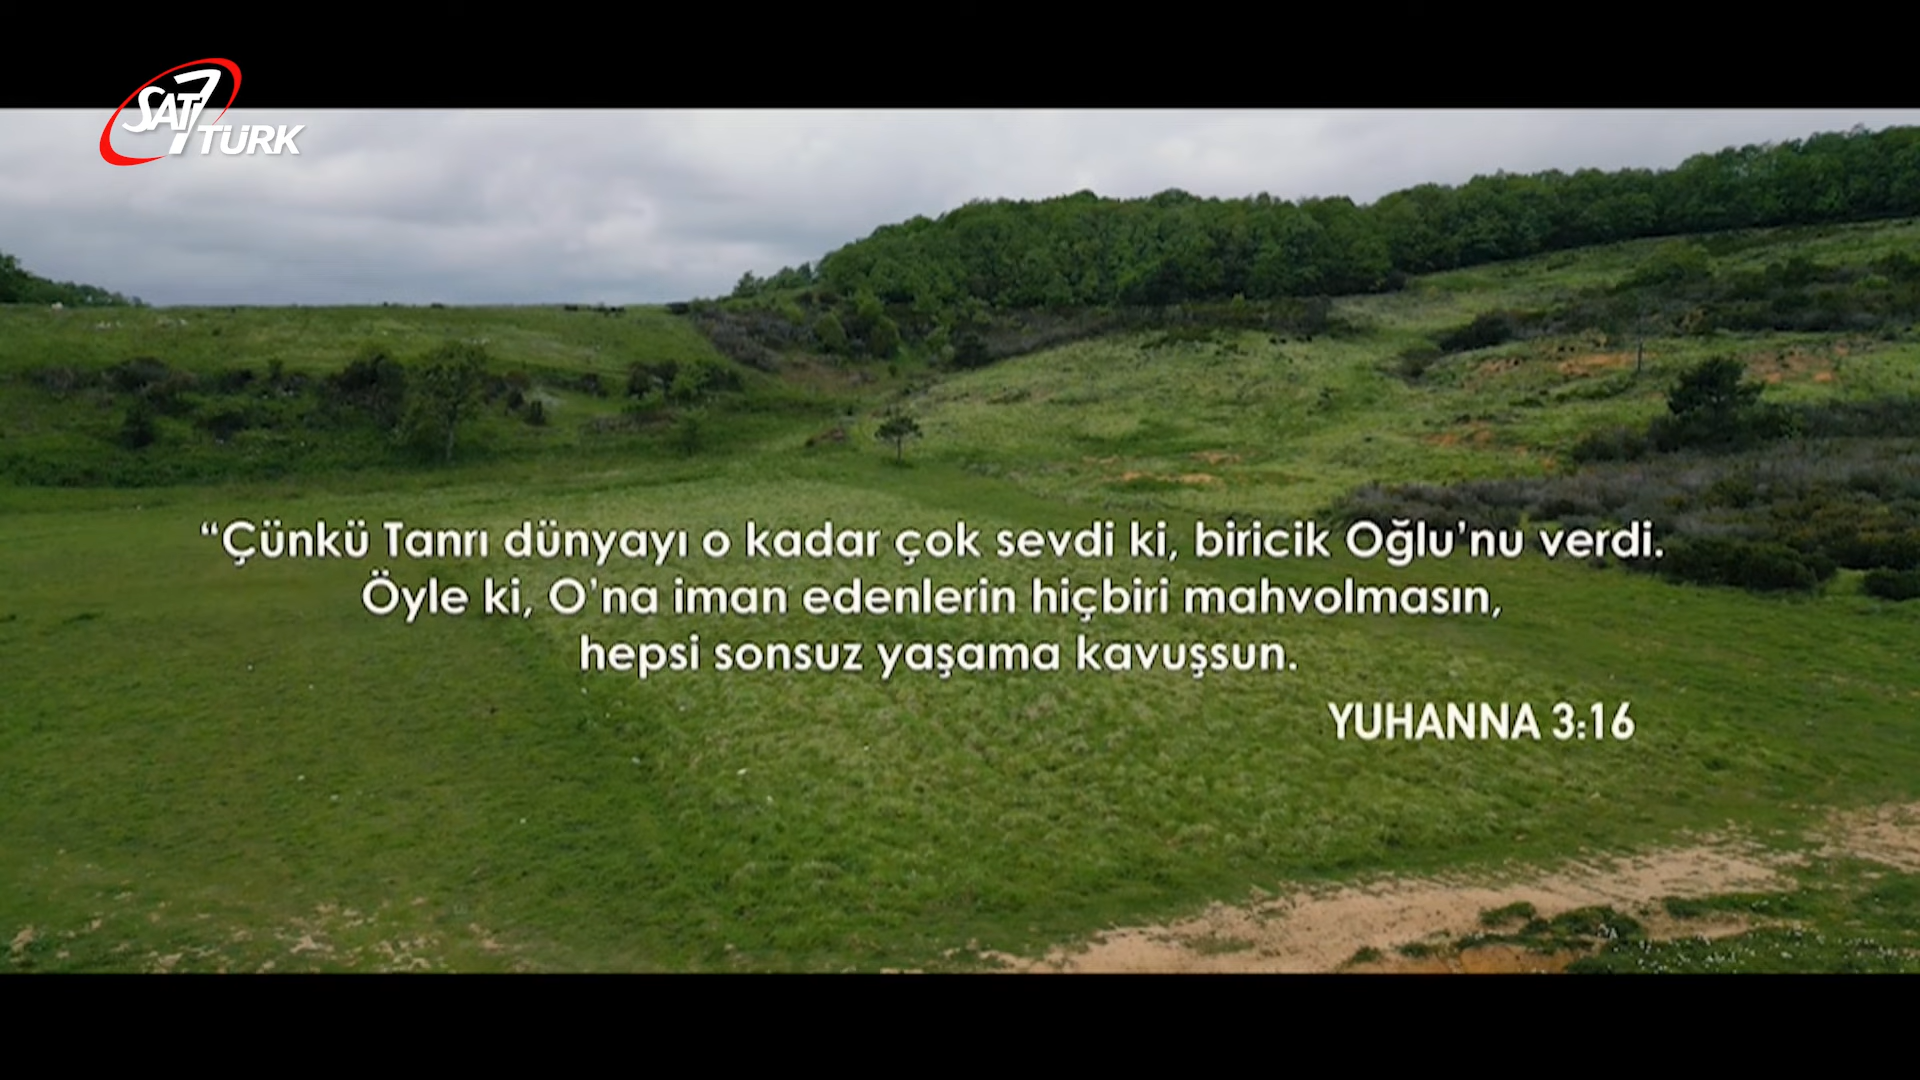 SAT7
TÜRK
“Çünkü Tanrı dünyayı o kadar çok sevdi ki, biricik Oğlu’nu verdi.
Öyle ki, O’na iman edenlerin hiçbiri mahvolmasın,
hepsi sonsuz yaşama kavuşsun.
YUHANNA 3:16